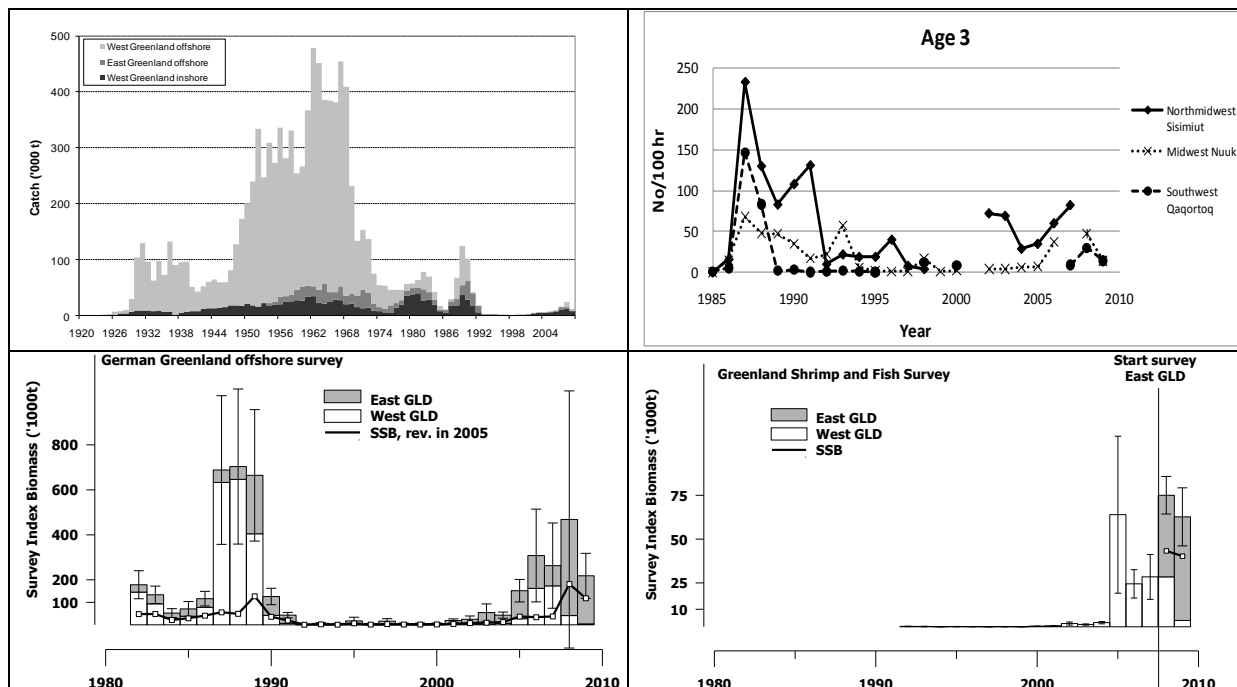 500
400
300
200
100
0
Catch ('000 t)
West Greenland offshore
East Greenland offshore
West Greenland inshore
1920 1926 1932 1938 1944 1950 1956 1962 1968 1974 1980 1986 1992 1998 2004
Age 3
250
200
150
100
50
0
No/100 hr
1985 1990 1995 2000 2005 2010
Year
Northmidwest
Sisimiut
Midwest Nuuk
Southwest
Qaqortoq
German Greenland offshore survey
East GLD
West GLD
SSB, rev. in 2005
Survey Index Biomass ('1000t)
800
600
400
200
100
1980 1990 2000 2010
Start survey
East GLD
Greenland Shrimp and Fish Survey
East GLD
West GLD
SSB
Survey Index Biomass ('1000t)
75
50
25
10
1980 1990 2000 2010